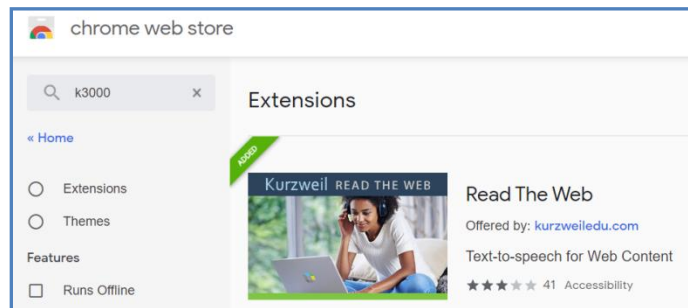 chrome web store
k3000
×
« Home
Extensions
Themes
Features
Runs Offline
Extensions
ADDED
Kurzweil READ THE WEB
Read The Web
Offered by: kurzweiledu.com
Text-to-speech for Web Content
41 Accessibility